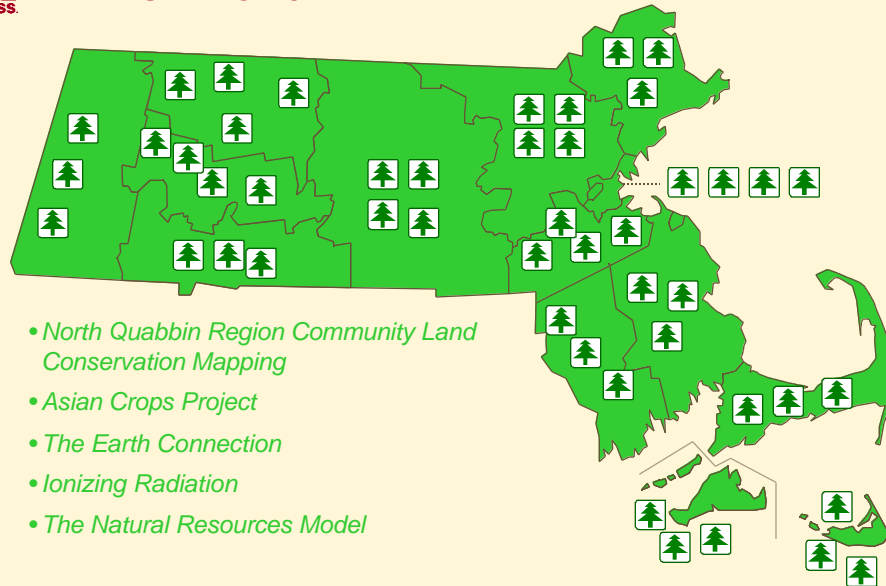 ss.
• North Quabbin Region Community Land
Conservation Mapping
• Asian Crops Project
• The Earth Connection
• Ionizing Radiation
• The Natural Resources Model